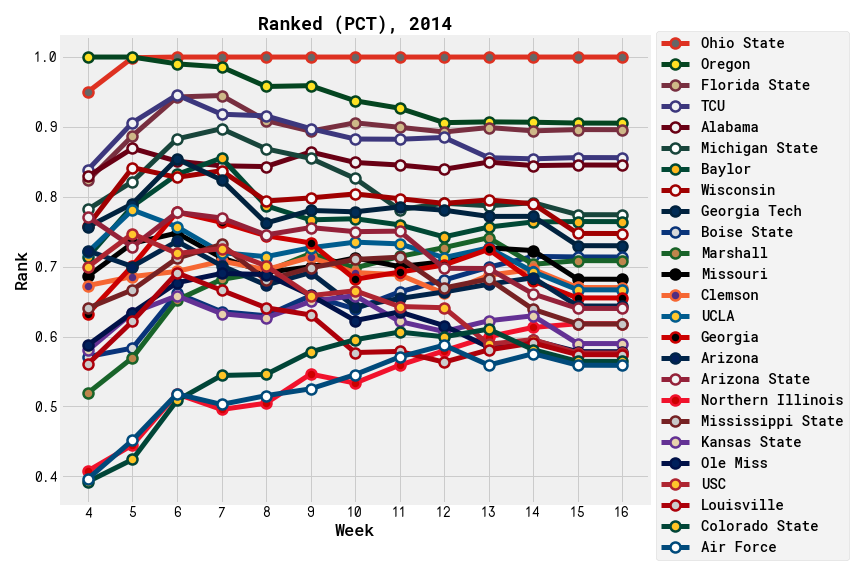 Ranked (PCT), 2014
1.0
0.9
0.8
0.7
0.6
0.5
0.4
Rank
4 5 6 7 8 9 10 11 12 13 14 15 16
Week
Ohio State
Oregon
Florida State
TCU
Alabama
Michigan State
Baylor
Wisconsin
Georgia Tech
Boise State
Marshall
Missouri
Clemson
UCLA
Georgia
Arizona
Arizona State
Northern Illinois
Mississippi State
Kansas State
Ole Miss
USC
Louisville
Colorado State
Air Force